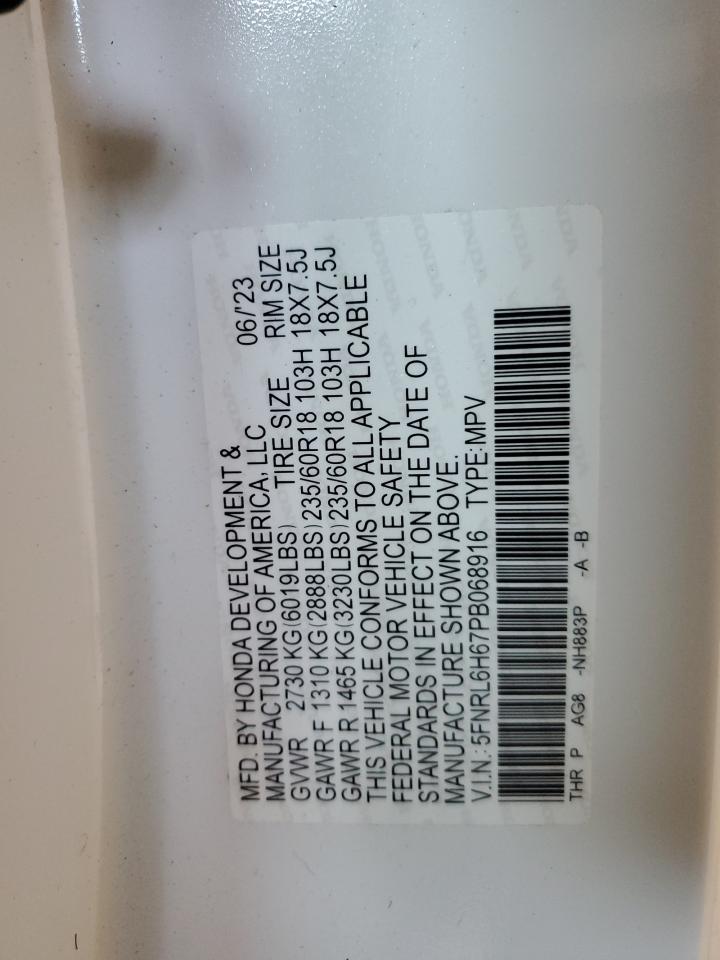 MFD. BY HONDA DEVELOPMENT &
MANUFACTURING OF AMERICA, LLC 06/'23
GVWR 2730 KG(6019LBS) TIRE SIZE RIM SIZE
GAWR F 1310 KG(2888LBS)235/60R18 103H 18X7.5J
GAWR R 1465 KG(3230LBS)235/60R18 103H 18X7.5J
THIS VEHICLE CONFORMS TO ALL APPLICABLE
FEDERAL MOTOR VEHICLE SAFETY
STANDARDS IN EFFECT ON THE DATE OF
MANUFACTURE SHOWN ABOVE.
V.I.N.: 5FNRL6H67PB068916 TYPE:MPV
THR P AG8 -NH883P -A -B